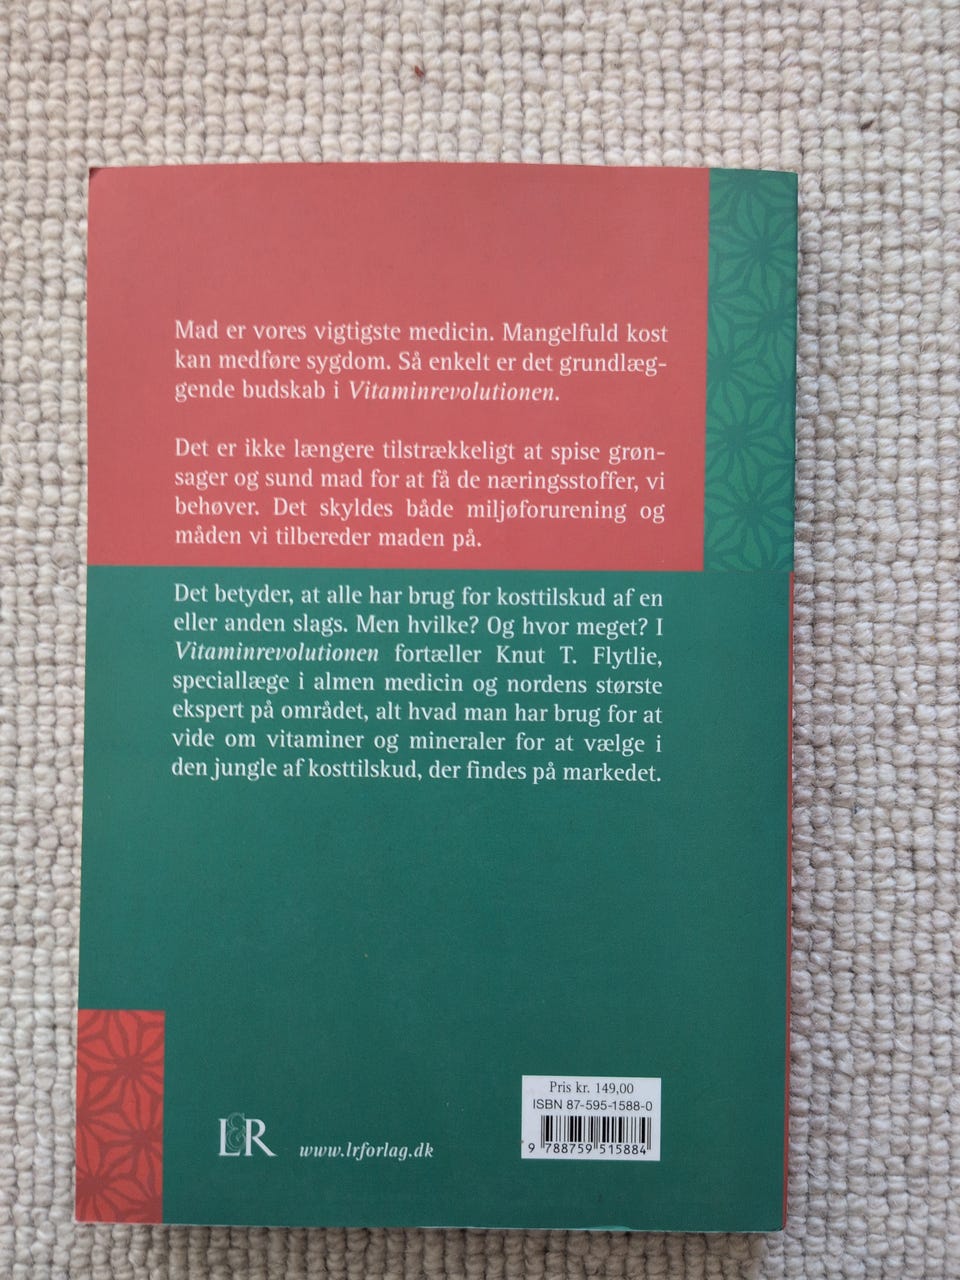 Mad er vores vigtigste medicin. Mangelfuld kost
kan medføre sygdom. Så enkelt er det grundlæg-
gende budskab i Vitaminrevolutionen.
Det er ikke længere tilstrækkeligt at spise grøn-
sager og sund mad for at få de næringsstoffer, vi
behøver. Det skyldes både miljøforurening og
måden vi tilbereder maden på.
Det betyder, at alle har brug for kosttilskud af en
eller anden slags. Men hvilke? Og hvor meget? I
Vitaminrevolutionen fortæller Knut T. Flytlie,
speciallæge i almen medicin og nordens største
ekspert på området, alt hvad man har brug for at
vide om vitaminer og mineraler for at vælge i
den jungle af kosttilskud, der findes på markedet.
Pris kr. 149,00
ISBN 87-595-1588-0
9 788759 515884
L&R
www.lrforlag.dk